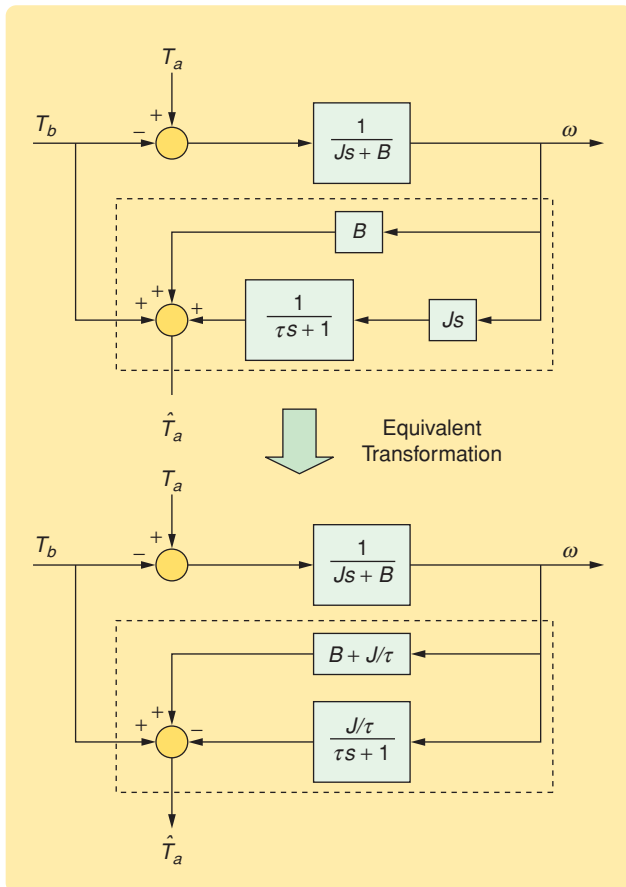 T_a
+
T_b
−
1
Js + B
ω
B
+
+
+
1
τs + 1
Js
T̂_a
Equivalent
Transformation
T_a
+
T_b
−
1
Js + B
ω
B + J/τ
+
+
−
J/τ
τs + 1
T̂_a